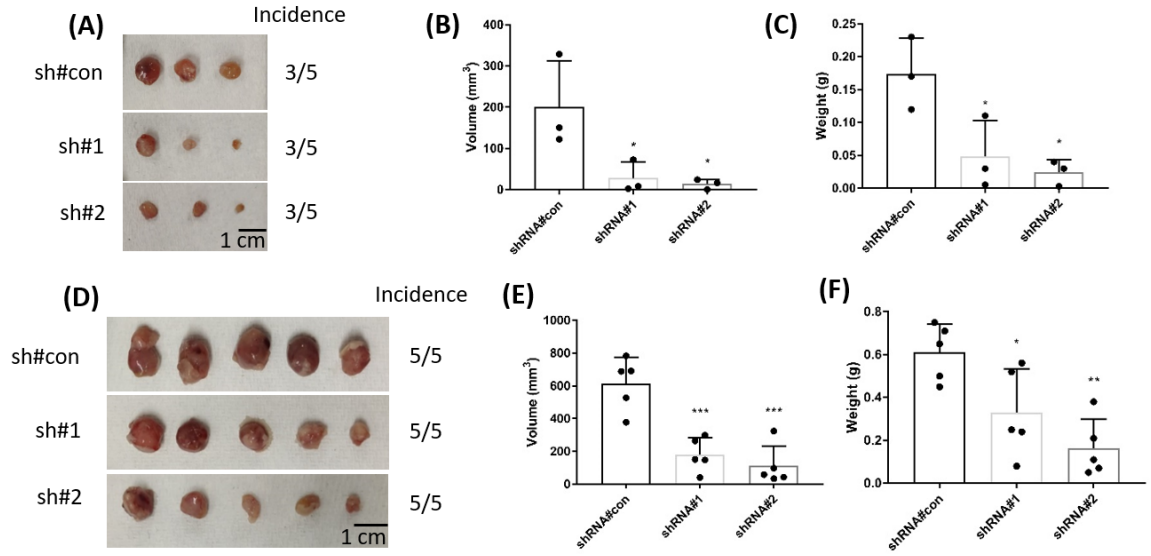 (A)
Incidence
sh#con
3/5
sh#1
3/5
sh#2
3/5
1 cm
(B)
Volume (mm³)
400
300
200
100
0
*
*
shRNA#con
shRNA#1
shRNA#2
(C)
Weight (g)
0.25
0.20
0.15
0.10
0.05
0.00
*
*
shRNA#con
shRNA#1
shRNA#2
(D)
Incidence
sh#con
5/5
sh#1
5/5
sh#2
5/5
1 cm
(E)
Volume (mm³)
1000
800
600
400
200
0
***
***
shRNA#con
shRNA#1
shRNA#2
(F)
Weight (g)
0.8
0.6
0.4
0.2
0.0
*
**
shRNA#con
shRNA#1
shRNA#2